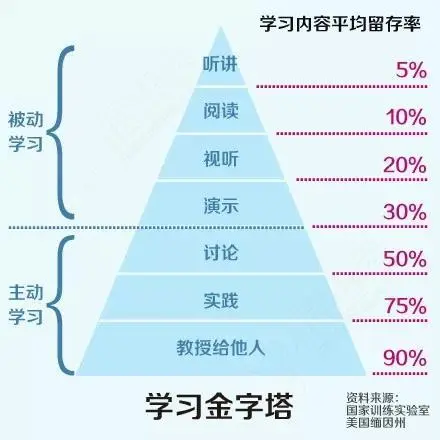 学习内容平均留存率
听讲
5%
阅读
10%
被动
学习
视听
20%
演示
30%
讨论
50%
主动
学习
实践
75%
教授给他人
90%
学习金字塔
资料来源：
国家训练实验室
美国缅因州